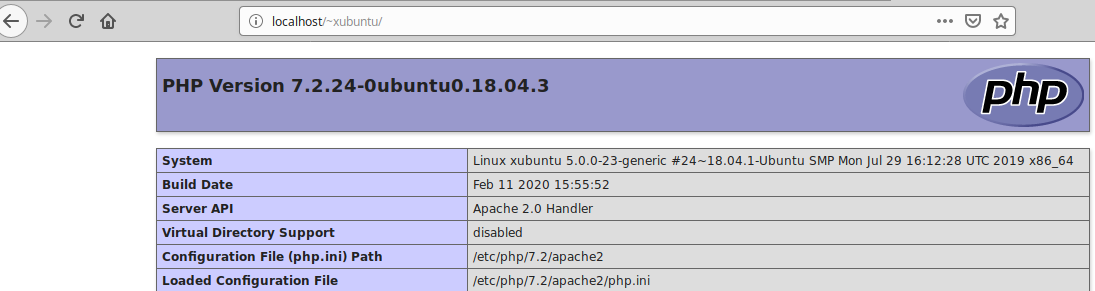 localhost/~xubuntu/
PHP Version 7.2.24-0ubuntu0.18.04.3
php
System Linux xubuntu 5.0.0-23-generic #24~18.04.1-Ubuntu SMP Mon Jul 29 16:12:28 UTC 2019 x86_64
Build Date Feb 11 2020 15:55:52
Server API Apache 2.0 Handler
Virtual Directory Support disabled
Configuration File (php.ini) Path /etc/php/7.2/apache2
Loaded Configuration File /etc/php/7.2/apache2/php.ini